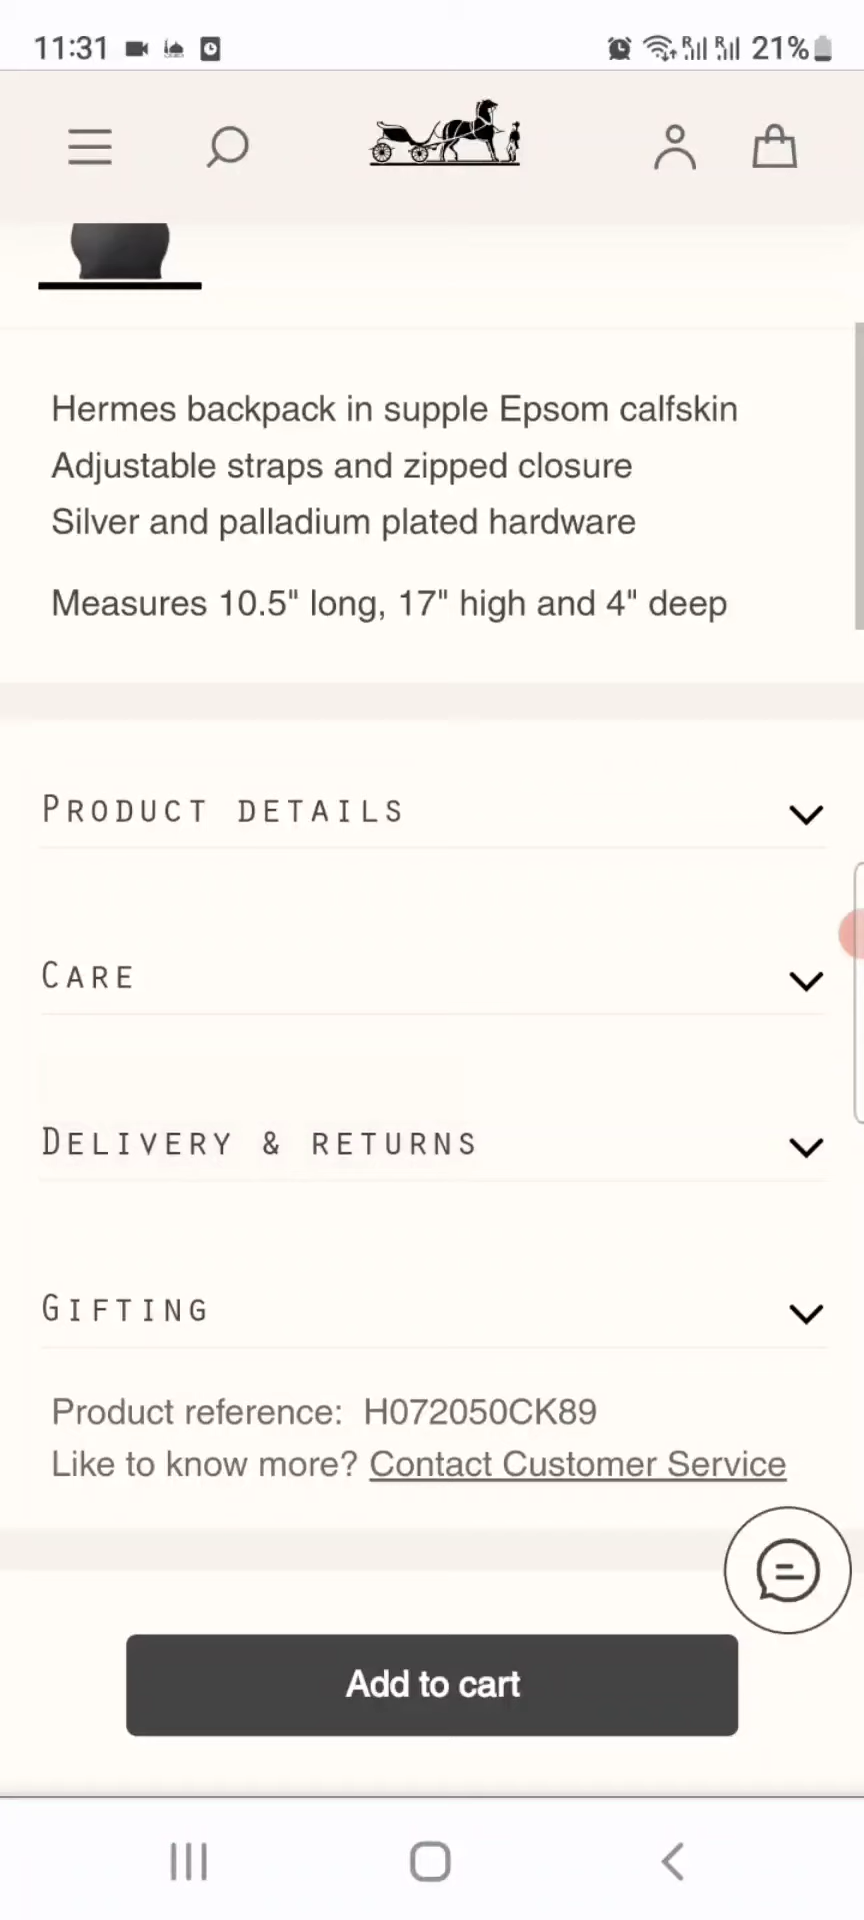 11:31
21%
Hermes backpack in supple Epsom calfskin
Adjustable straps and zipped closure
Silver and palladium plated hardware
Measures 10.5" long, 17" high and 4" deep
PRODUCT DETAILS
CARE
DELIVERY & RETURNS
GIFTING
Product reference: H072050CK89
Like to know more? Contact Customer Service
Add to cart